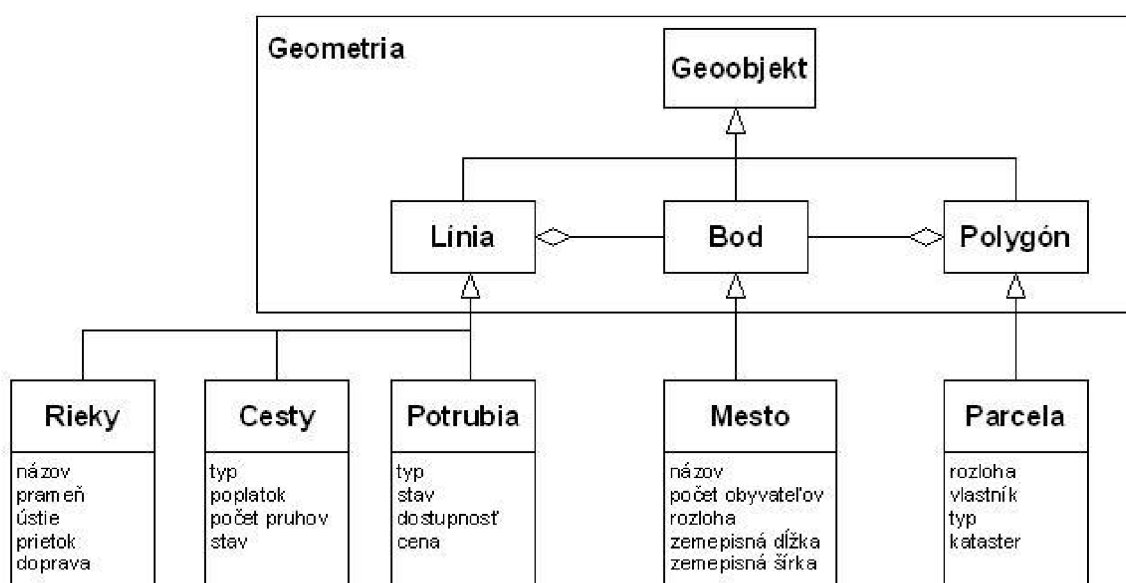 Geometria
Geoobjekt
Línia
Bod
Polygón
Rieky
názov
prameň
ústie
prietok
doprava
Cesty
typ
poplatok
počet pruhov
stav
Potrubia
typ
stav
dostupnosť
cena
Mesto
názov
počet obyvateľov
rozloha
zemepisná dĺžka
zemepisná šírka
Parcela
rozloha
vlastník
typ
kataster